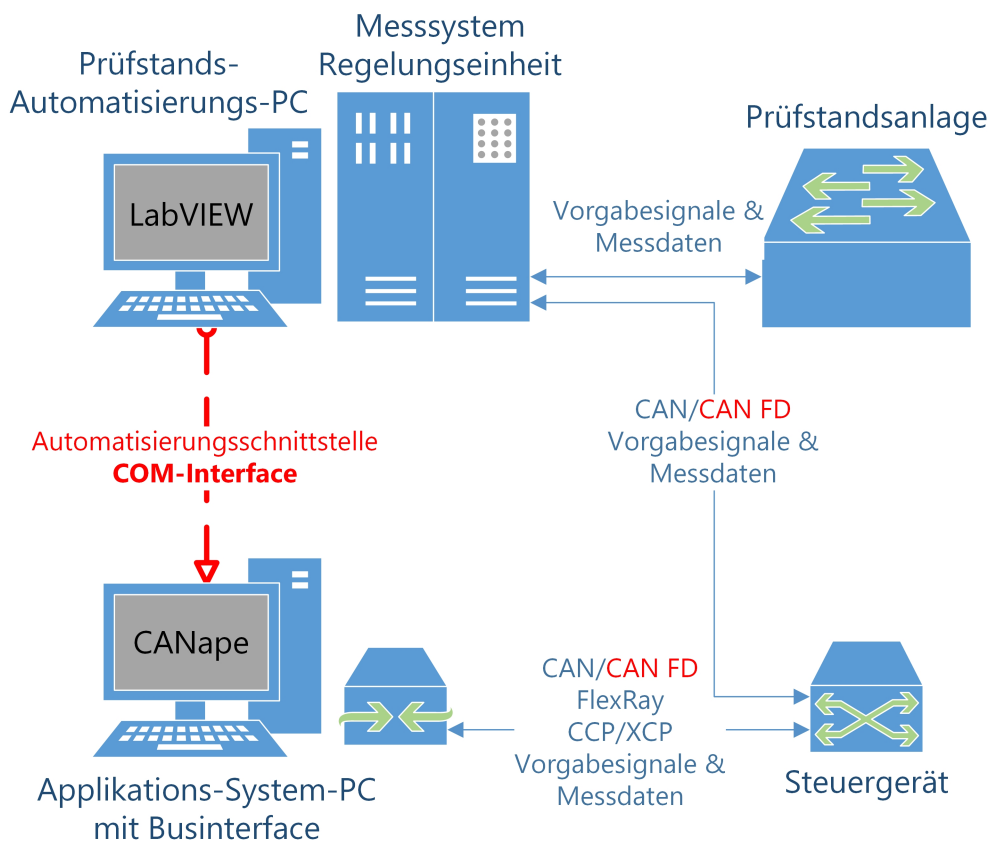 Messsystem
Regelungseinheit
Prüfstands-
Automatisierungs-PC
Prüfstandsanlage
LabVIEW
Vorgabesignale &
Messdaten
CAN/CAN FD
Vorgabesignale &
Messdaten
Automatisierungsschnittstelle
COM-Interface
CANape
CAN/CAN FD
FlexRay
CCP/XCP
Vorgabesignale &
Messdaten
Steuergerät
Applikations-System-PC
mit Businterface